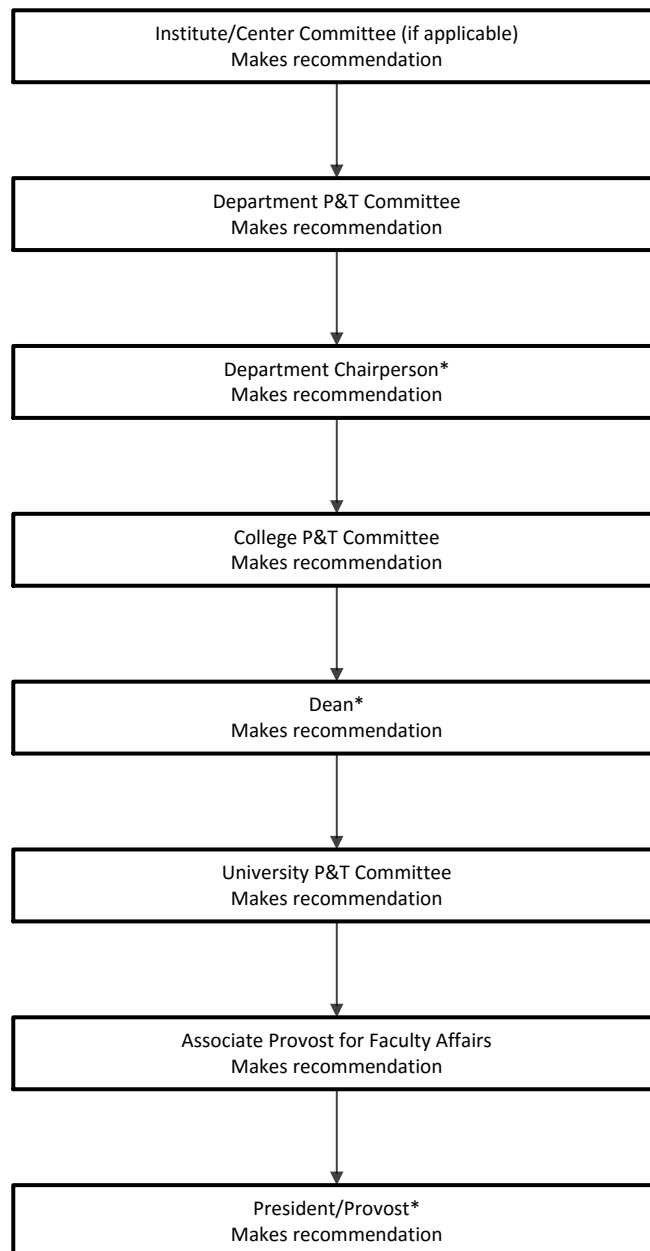 Institute/Center Committee (if applicable)
Makes recommendation
Department P&T Committee
Makes recommendation
Department Chairperson*
Makes recommendation
College P&T Committee
Makes recommendation
Dean*
Makes recommendation
University P&T Committee
Makes recommendation
Associate Provost for Faculty Affairs
Makes recommendation
President/Provost*
Makes recommendation